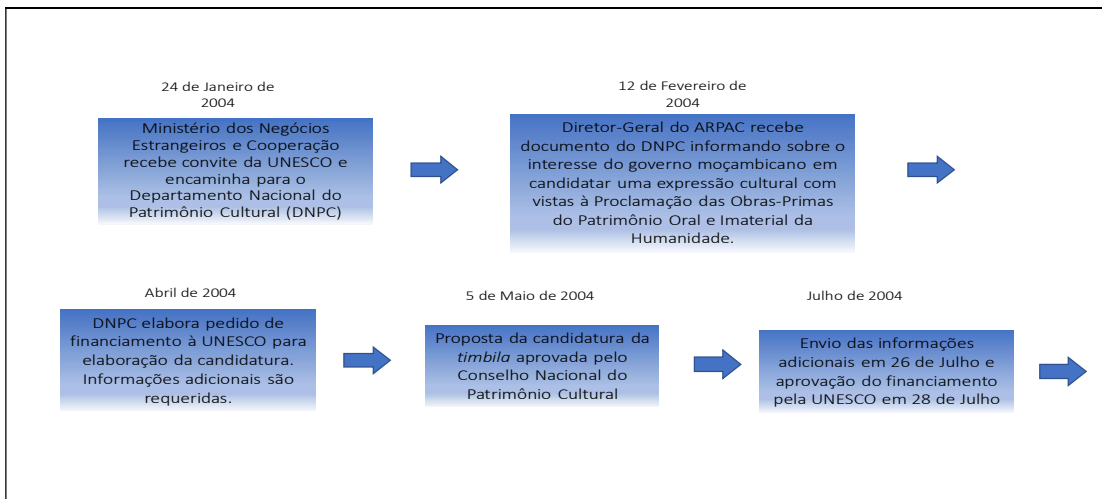 24 de Janeiro de
2004
Ministério dos Negócios
Estrangeiros e Cooperação
recebe convite da UNESCO e
encaminha para o
Departamento Nacional do
Patrimônio Cultural (DNPC)
12 de Fevereiro de
2004
Diretor-Geral do ARPAC recebe
documento do DNPC informando sobre o
interesse do governo moçambicano em
candidatar uma expressão cultural com
vistas à Proclamação das Obras-Primas
do Patrimônio Oral e Imaterial da
Humanidade.
Abril de 2004
DNPC elabora pedido de
financiamento à UNESCO para
elaboração da candidatura.
Informações adicionais são
requeridas.
5 de Maio de 2004
Proposta da candidatura da
timbila aprovada pelo
Conselho Nacional do
Patrimônio Cultural
Julho de 2004
Envio das informações
adicionais em 26 de Julho e
aprovação do financiamento
pela UNESCO em 28 de Julho